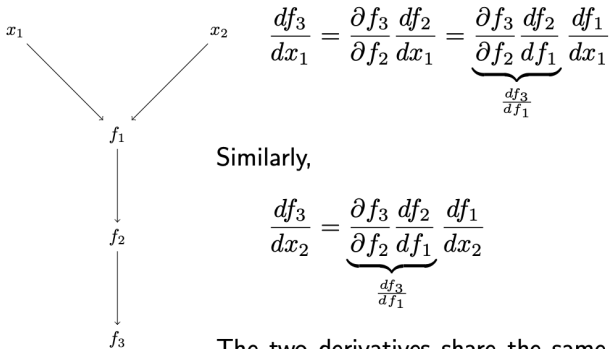 x₁
x₂
f₁
f₂
f₃
df₃/dx₁ = ∂f₃/∂f₂ df₂/dx₁ = ∂f₃/∂f₂ df₂/df₁ df₁/dx₁
df₃/df₁
Similarly,
df₃/dx₂ = ∂f₃/∂f₂ df₂/df₁ df₁/dx₂
df₃/df₁
The two derivatives share the same